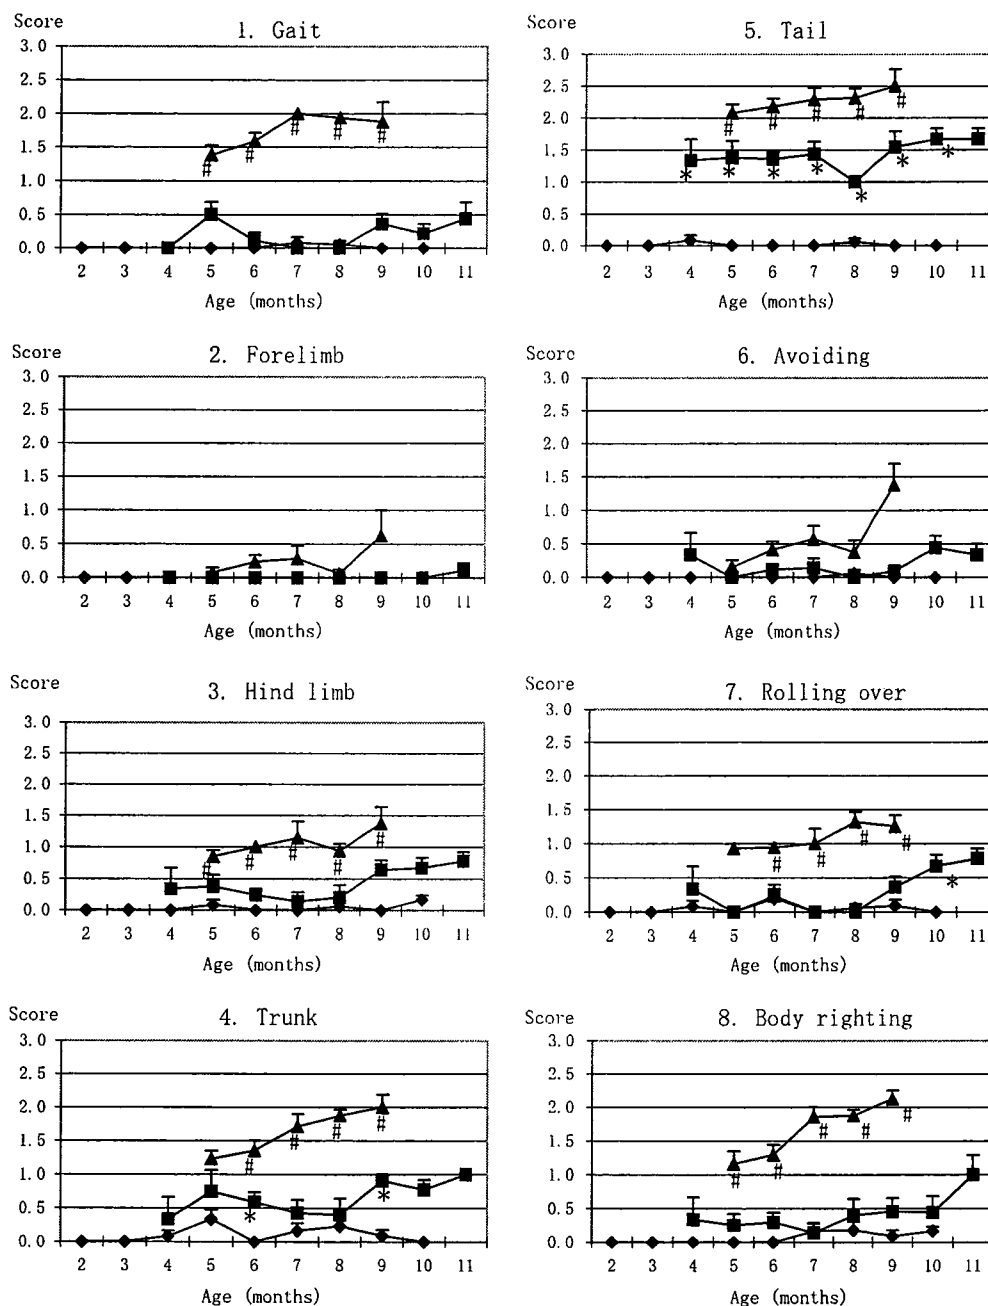 Score
1. Gait
3.0
2.5
2.0
1.5
1.0
0.5
0.0
# # # # #
2 3 4 5 6 7 8 9 10 11
Age (months)
Score
2. Forelimb
3.0
2.5
2.0
1.5
1.0
0.5
0.0
2 3 4 5 6 7 8 9 10 11
Age (months)
Score
3. Hind limb
3.0
2.5
2.0
1.5
1.0
0.5
0.0
# # # # #
2 3 4 5 6 7 8 9 10 11
Age (months)
Score
4. Trunk
3.0
2.5
2.0
1.5
1.0
0.5
0.0
# # # #
* *
2 3 4 5 6 7 8 9 10 11
Age (months)
Score
5. Tail
3.0
2.5
2.0
1.5
1.0
0.5
0.0
# # # # #
* * * * * * *
2 3 4 5 6 7 8 9 10 11
Age (months)
Score
6. Avoiding
3.0
2.5
2.0
1.5
1.0
0.5
0.0
2 3 4 5 6 7 8 9 10 11
Age (months)
Score
7. Rolling over
3.0
2.5
2.0
1.5
1.0
0.5
0.0
# # # #
*
2 3 4 5 6 7 8 9 10 11
Age (months)
Score
8. Body righting
3.0
2.5
2.0
1.5
1.0
0.5
0.0
# # # # #
2 3 4 5 6 7 8 9 10 11
Age (months)